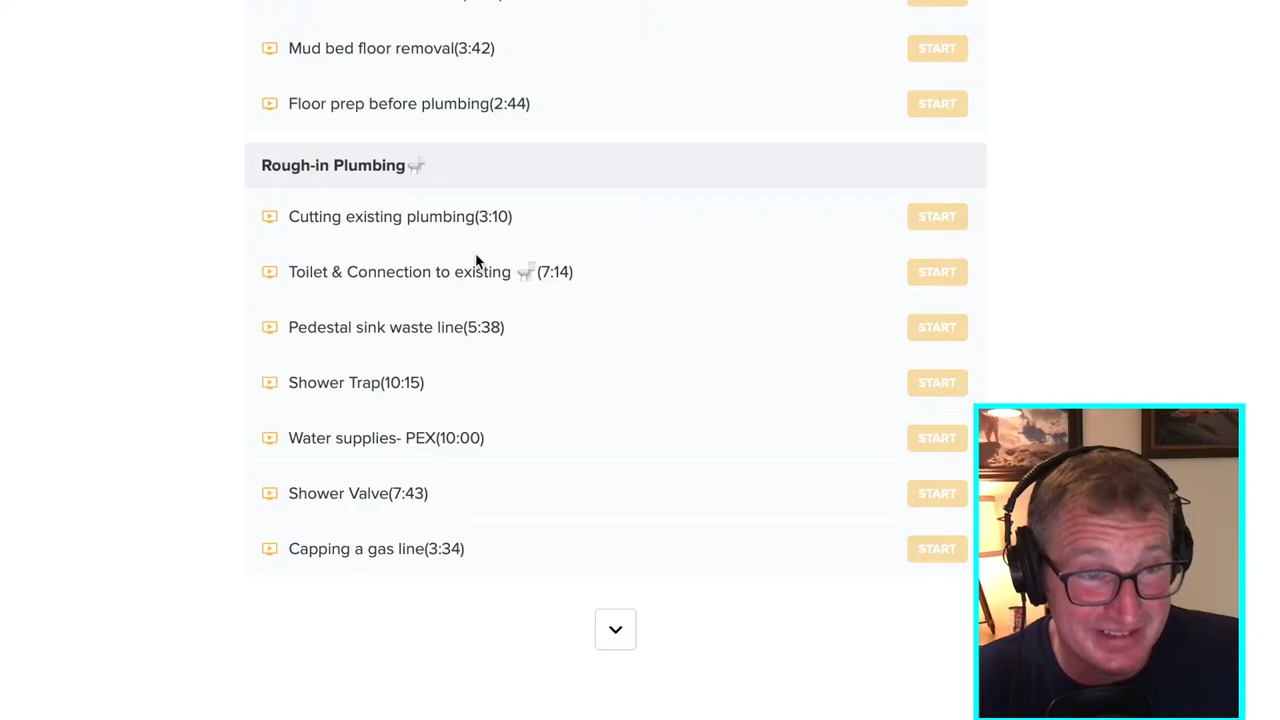 Mud bed floor removal(3:42)
START
Floor prep before plumbing(2:44)
START
Rough-in Plumbing🚽
Cutting existing plumbing(3:10)
START
Toilet & Connection to existing 🚽(7:14)
START
Pedestal sink waste line(5:38)
START
Shower Trap(10:15)
START
Water supplies- PEX(10:00)
START
Shower Valve(7:43)
START
Capping a gas line(3:34)
START